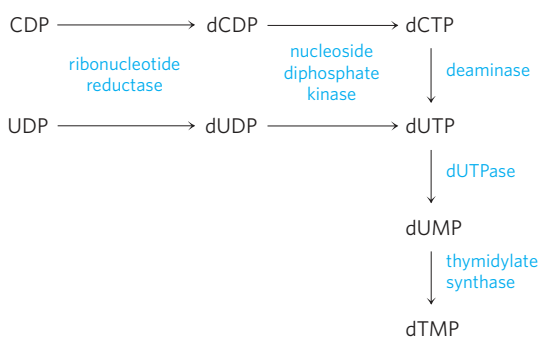 CDP dCDP dCTP
ribonucleotide
reductase
nucleoside
diphosphate
kinase
deaminase
UDP dUDP dUTP
dUTPase
dUMP
thymidylate
synthase
dTMP